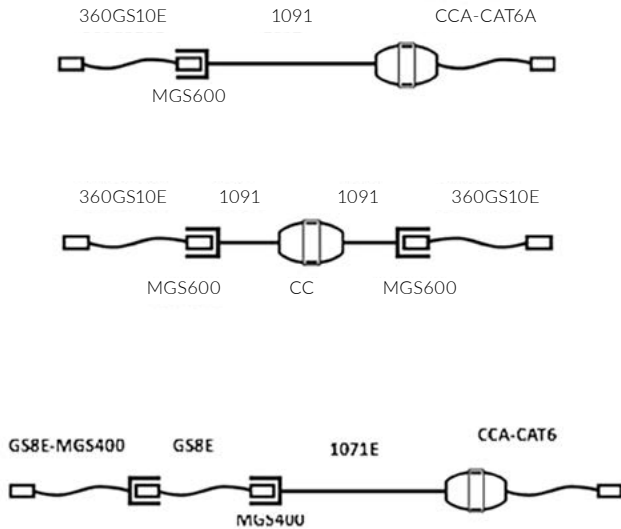 360GS10E 1091 CCA-CAT6A
MGS600
360GS10E 1091 1091 360GS10E
MGS600 CC MGS600
GS8E-MGS400 GS8E 1071E CCA-CAT6
MGS400